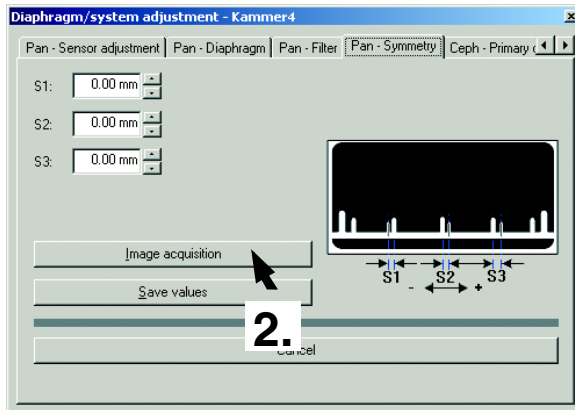 Diaphragm/system adjustment - Kammer4
Pan - Sensor adjustment Pan - Diaphragm Pan - Filter Pan - Symmetry Ceph - Primary
S1: 0.00 mm
S2: 0.00 mm
S3: 0.00 mm
Image acquisition
S1 S2 S3
- +
Save values
2.
Cancel